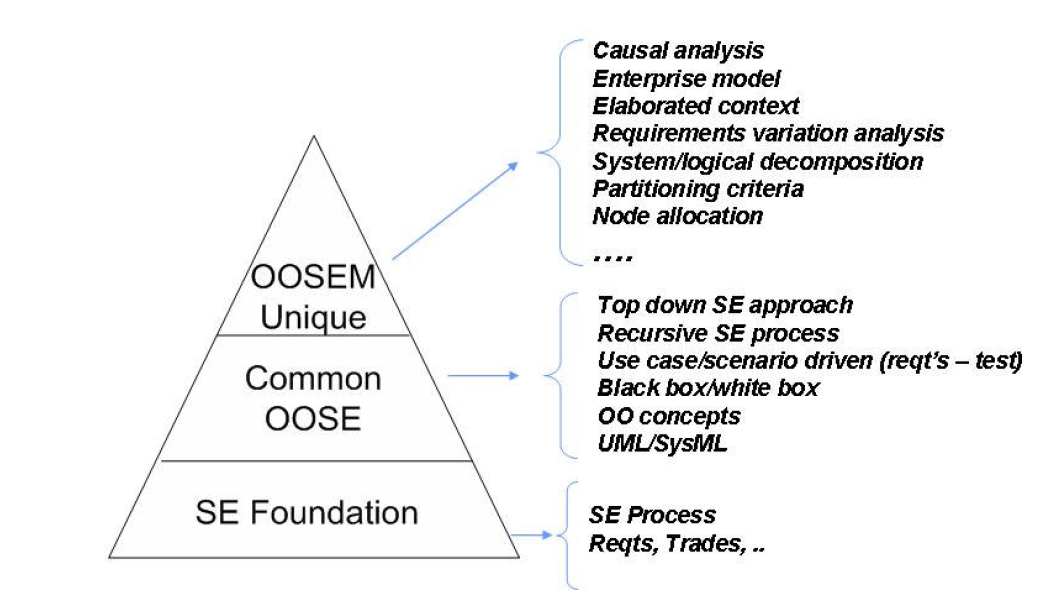 Causal analysis
Enterprise model
Elaborated context
Requirements variation analysis
System/logical decomposition
Partitioning criteria
Node allocation
....
OOSEM
Unique
Top down SE approach
Recursive SE process
Use case/scenario driven (reqt's – test)
Black box/white box
OO concepts
UML/SysML
Common
OOSE
SE Foundation
SE Process
Reqts, Trades, ..